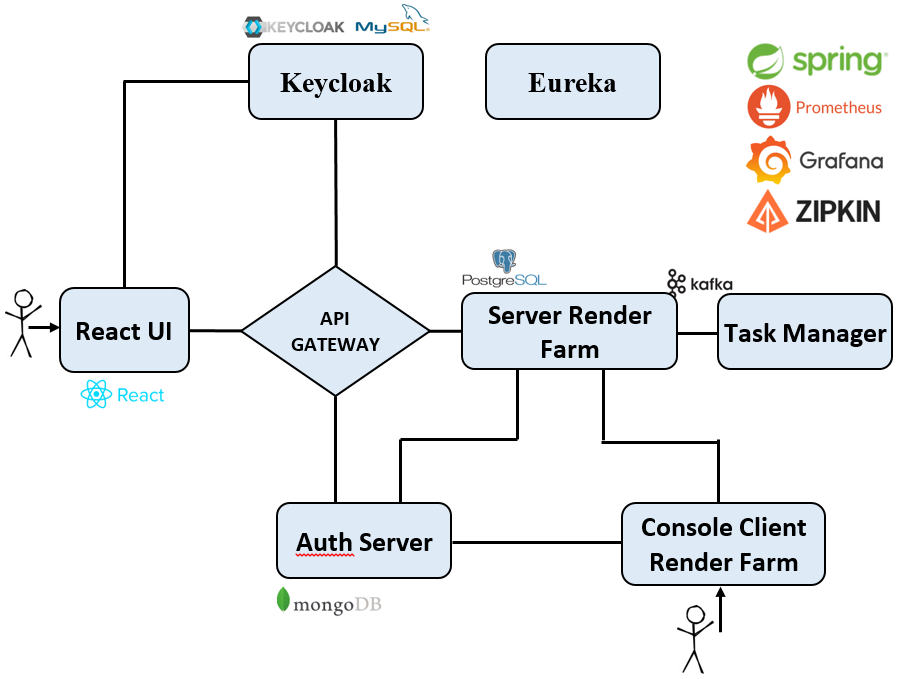 KEYCLOAK
MySQL
Keycloak
Eureka
spring
Prometheus
Grafana
ZIPKIN
PostgreSQL
kafka
React UI
API
GATEWAY
Server Render
Farm
Task Manager
React
Auth Server
Console Client
Render Farm
mongoDB